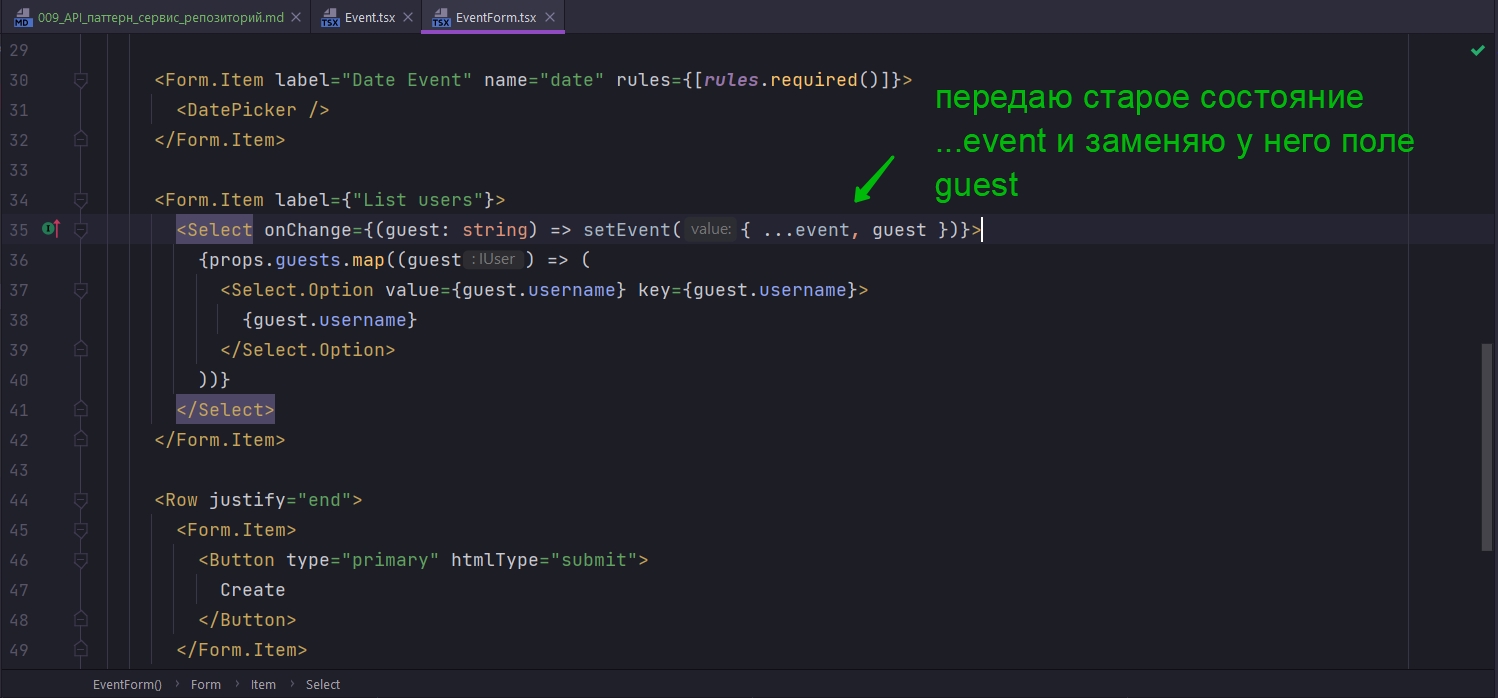 009_API_паттерн_сервис_репозиторий.md
Event.tsx
EventForm.tsx
29
30 <Form.Item label="Date Event" name="date" rules={[rules.required()]}>
31 <DatePicker />
32 </Form.Item>
33
34 <Form.Item label={"List users"}>
35 <Select onChange={(guest: string) => setEvent( value: { ...event, guest })}>
36 {props.guests.map((guest : IUser ) => (
37 <Select.Option value={guest.username} key={guest.username}>
38 {guest.username}
39 </Select.Option>
40 ))}
41 </Select>
42 </Form.Item>
43
44 <Row justify="end">
45 <Form.Item>
46 <Button type="primary" htmlType="submit">
47 Create
48 </Button>
49 </Form.Item>
передаю старое состояние
...event и заменяю у него поле
guest
EventForm() › Form › Item › Select